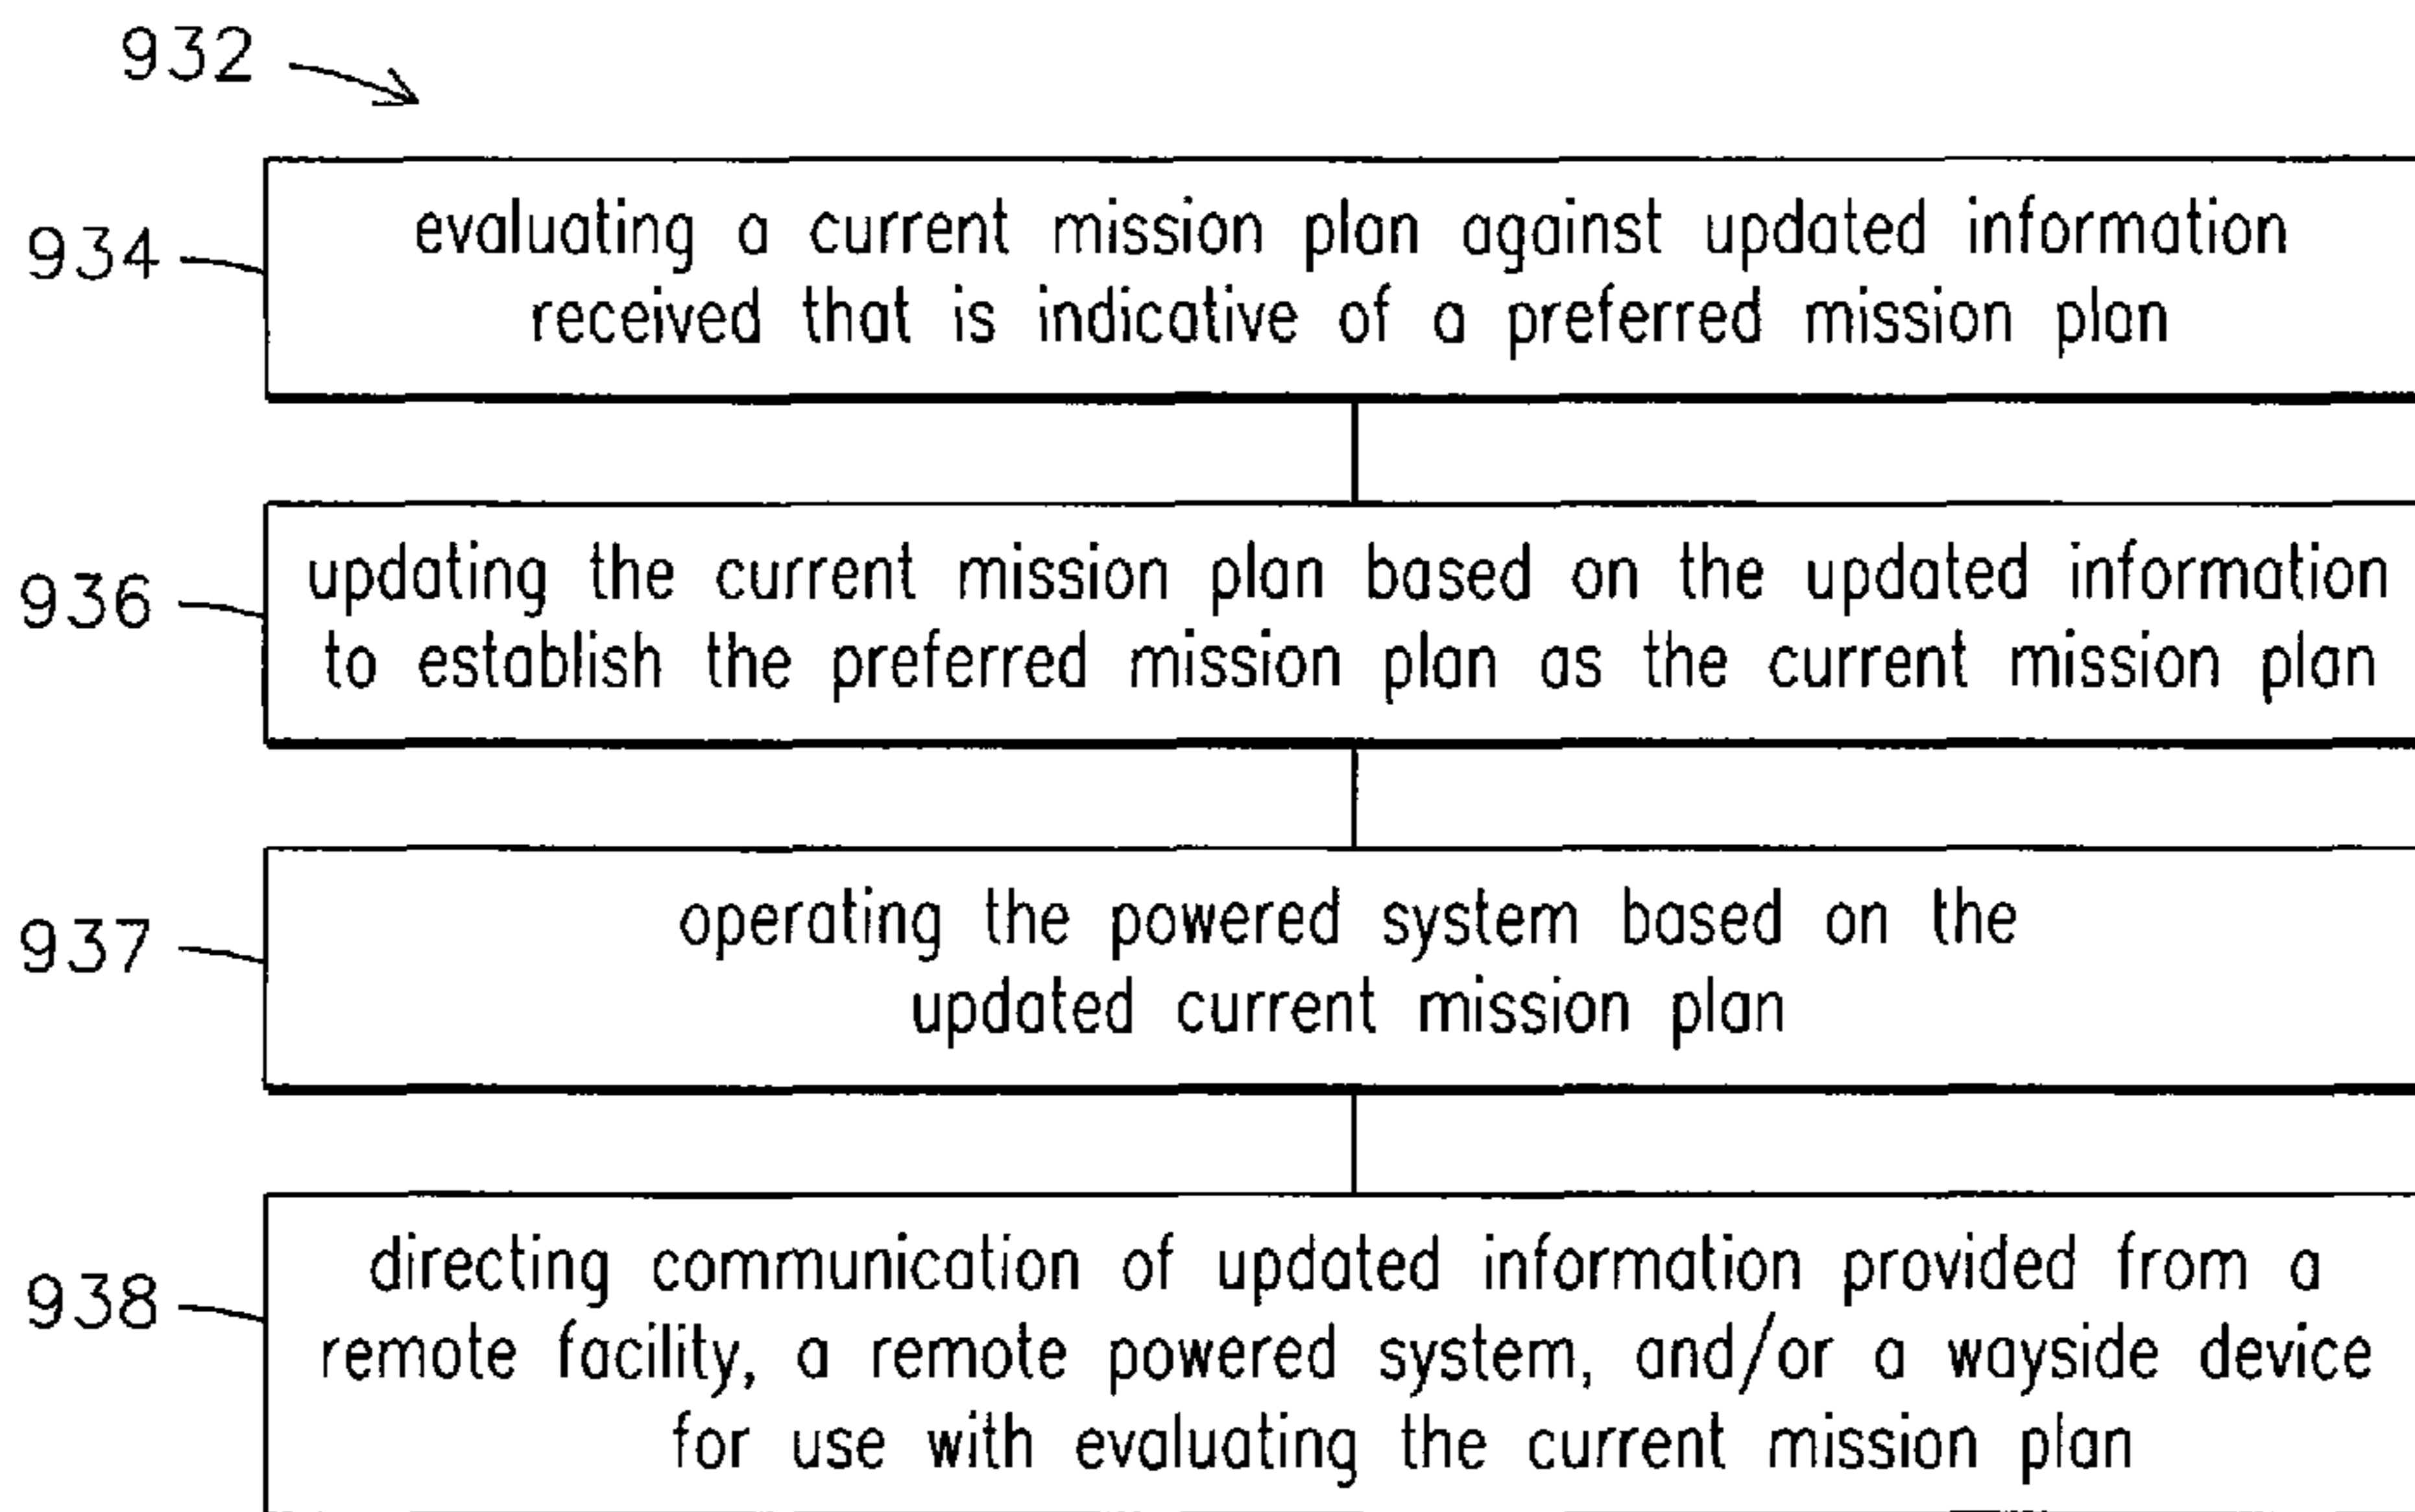 932
934
evaluating a current mission plan against updated information
received that is indicative of a preferred mission plan
936
updating the current mission plan based on the updated information
to establish the preferred mission plan as the current mission plan
937
operating the powered system based on the
updated current mission plan
938
directing communication of updated information provided from a
remote facility, a remote powered system, and/or a wayside device
for use with evaluating the current mission plan